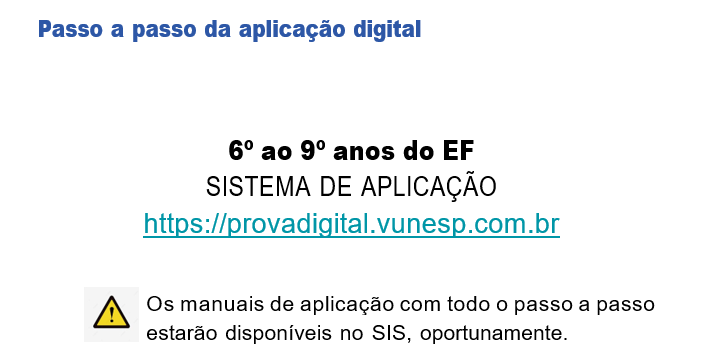 Passo a passo da aplicação digital
6º ao 9º anos do EF
SISTEMA DE APLICAÇÃO
https://provadigital.vunesp.com.br
Os manuais de aplicação com todo o passo a passo
estarão disponíveis no SIS, oportunamente.